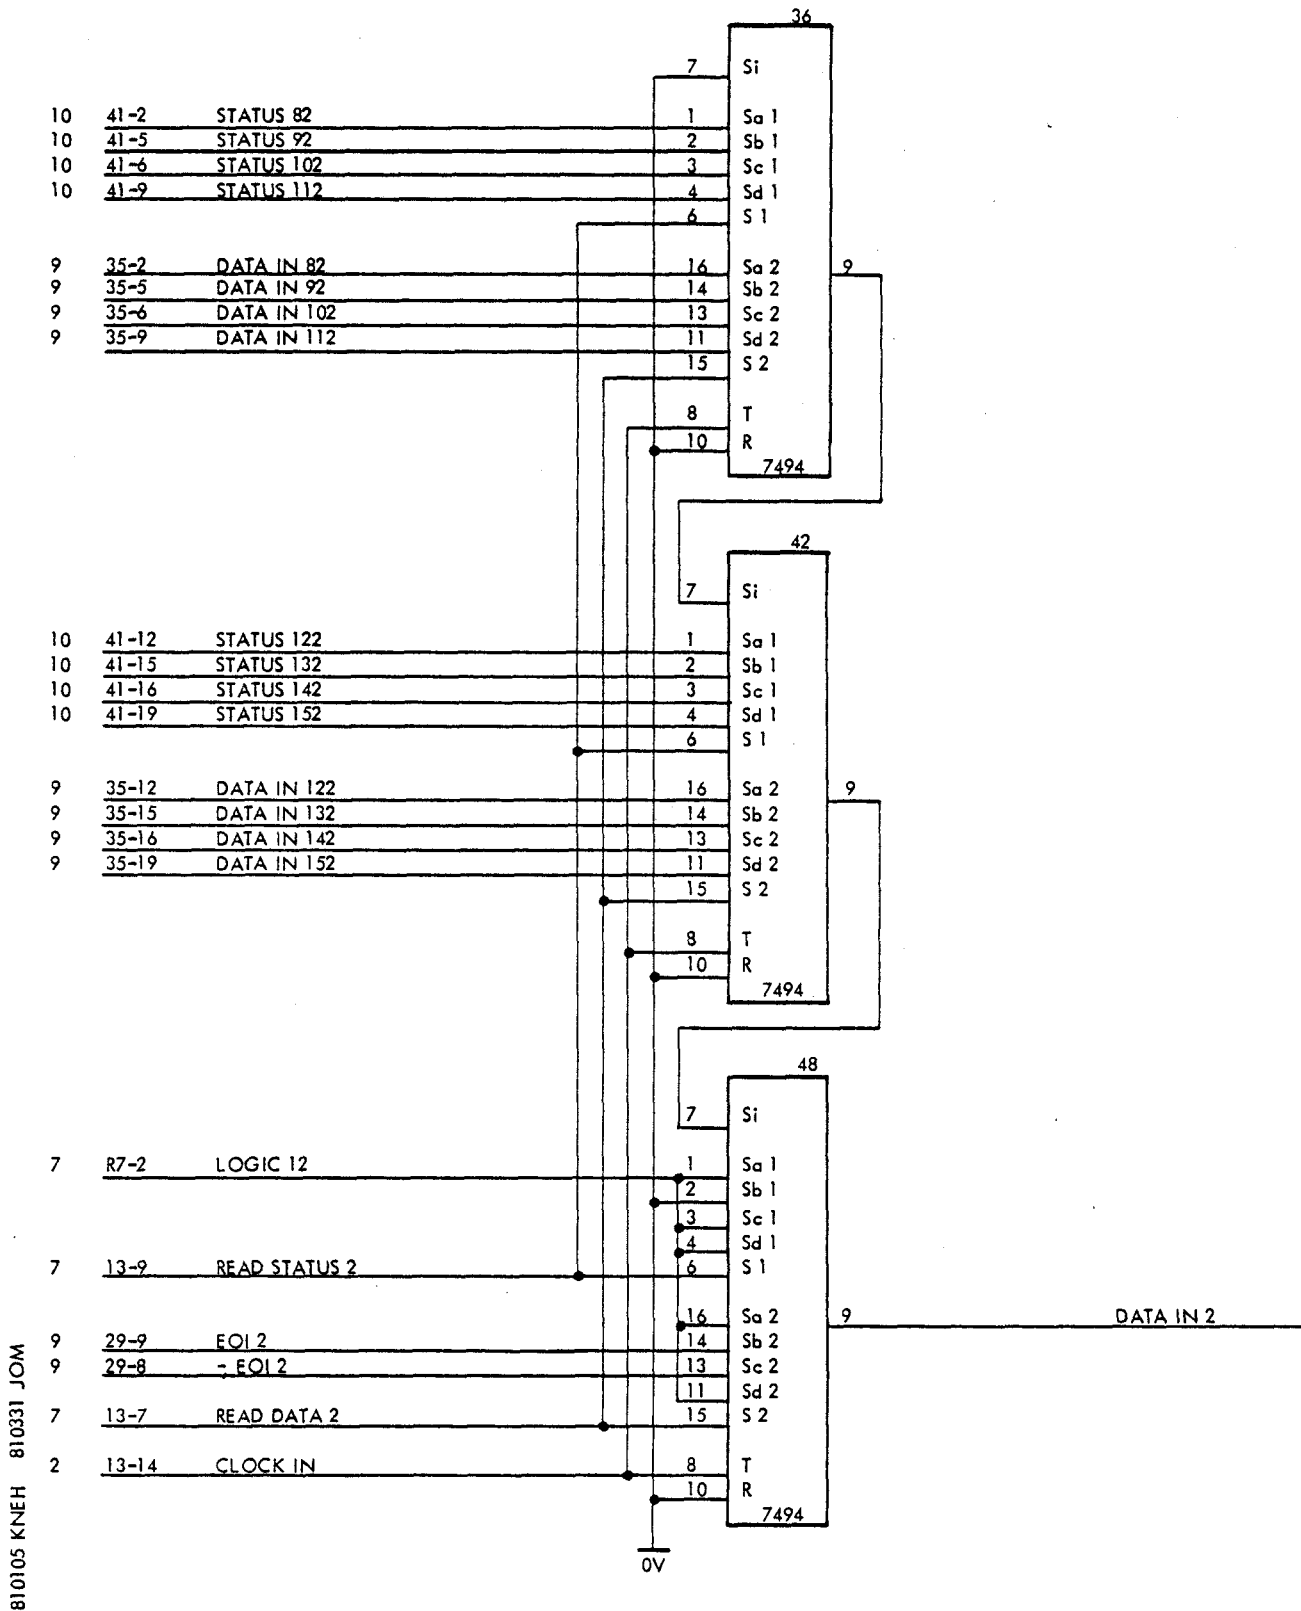 36
7 Si
10 41-2 STATUS 82 1 Sa 1
10 41-5 STATUS 92 2 Sb 1
10 41-6 STATUS 102 3 Sc 1
10 41-9 STATUS 112 4 Sd 1
6 S 1
9 35-2 DATA IN 82 16 Sa 2 9
9 35-5 DATA IN 92 14 Sb 2
9 35-6 DATA IN 102 13 Sc 2
9 35-9 DATA IN 112 11 Sd 2
15 S 2
8 T
10 R
7494
42
7 Si
10 41-12 STATUS 122 1 Sa 1
10 41-15 STATUS 132 2 Sb 1
10 41-16 STATUS 142 3 Sc 1
10 41-19 STATUS 152 4 Sd 1
6 S 1
9 35-12 DATA IN 122 16 Sa 2 9
9 35-15 DATA IN 132 14 Sb 2
9 35-16 DATA IN 142 13 Sc 2
9 35-19 DATA IN 152 11 Sd 2
15 S 2
8 T
10 R
7494
48
7 Si
7 R7-2 LOGIC 12 1 Sa 1
2 Sb 1
3 Sc 1
4 Sd 1
7 13-9 READ STATUS 2 6 S 1
16 Sa 2 9 DATA IN 2
9 29-9 EOI 2 14 Sb 2
9 29-8 - EOI 2 13 Sc 2
11 Sd 2
7 13-7 READ DATA 2 15 S 2
2 13-14 CLOCK IN 8 T
10 R
7494
0V
810105 KNEH 810331 JOM